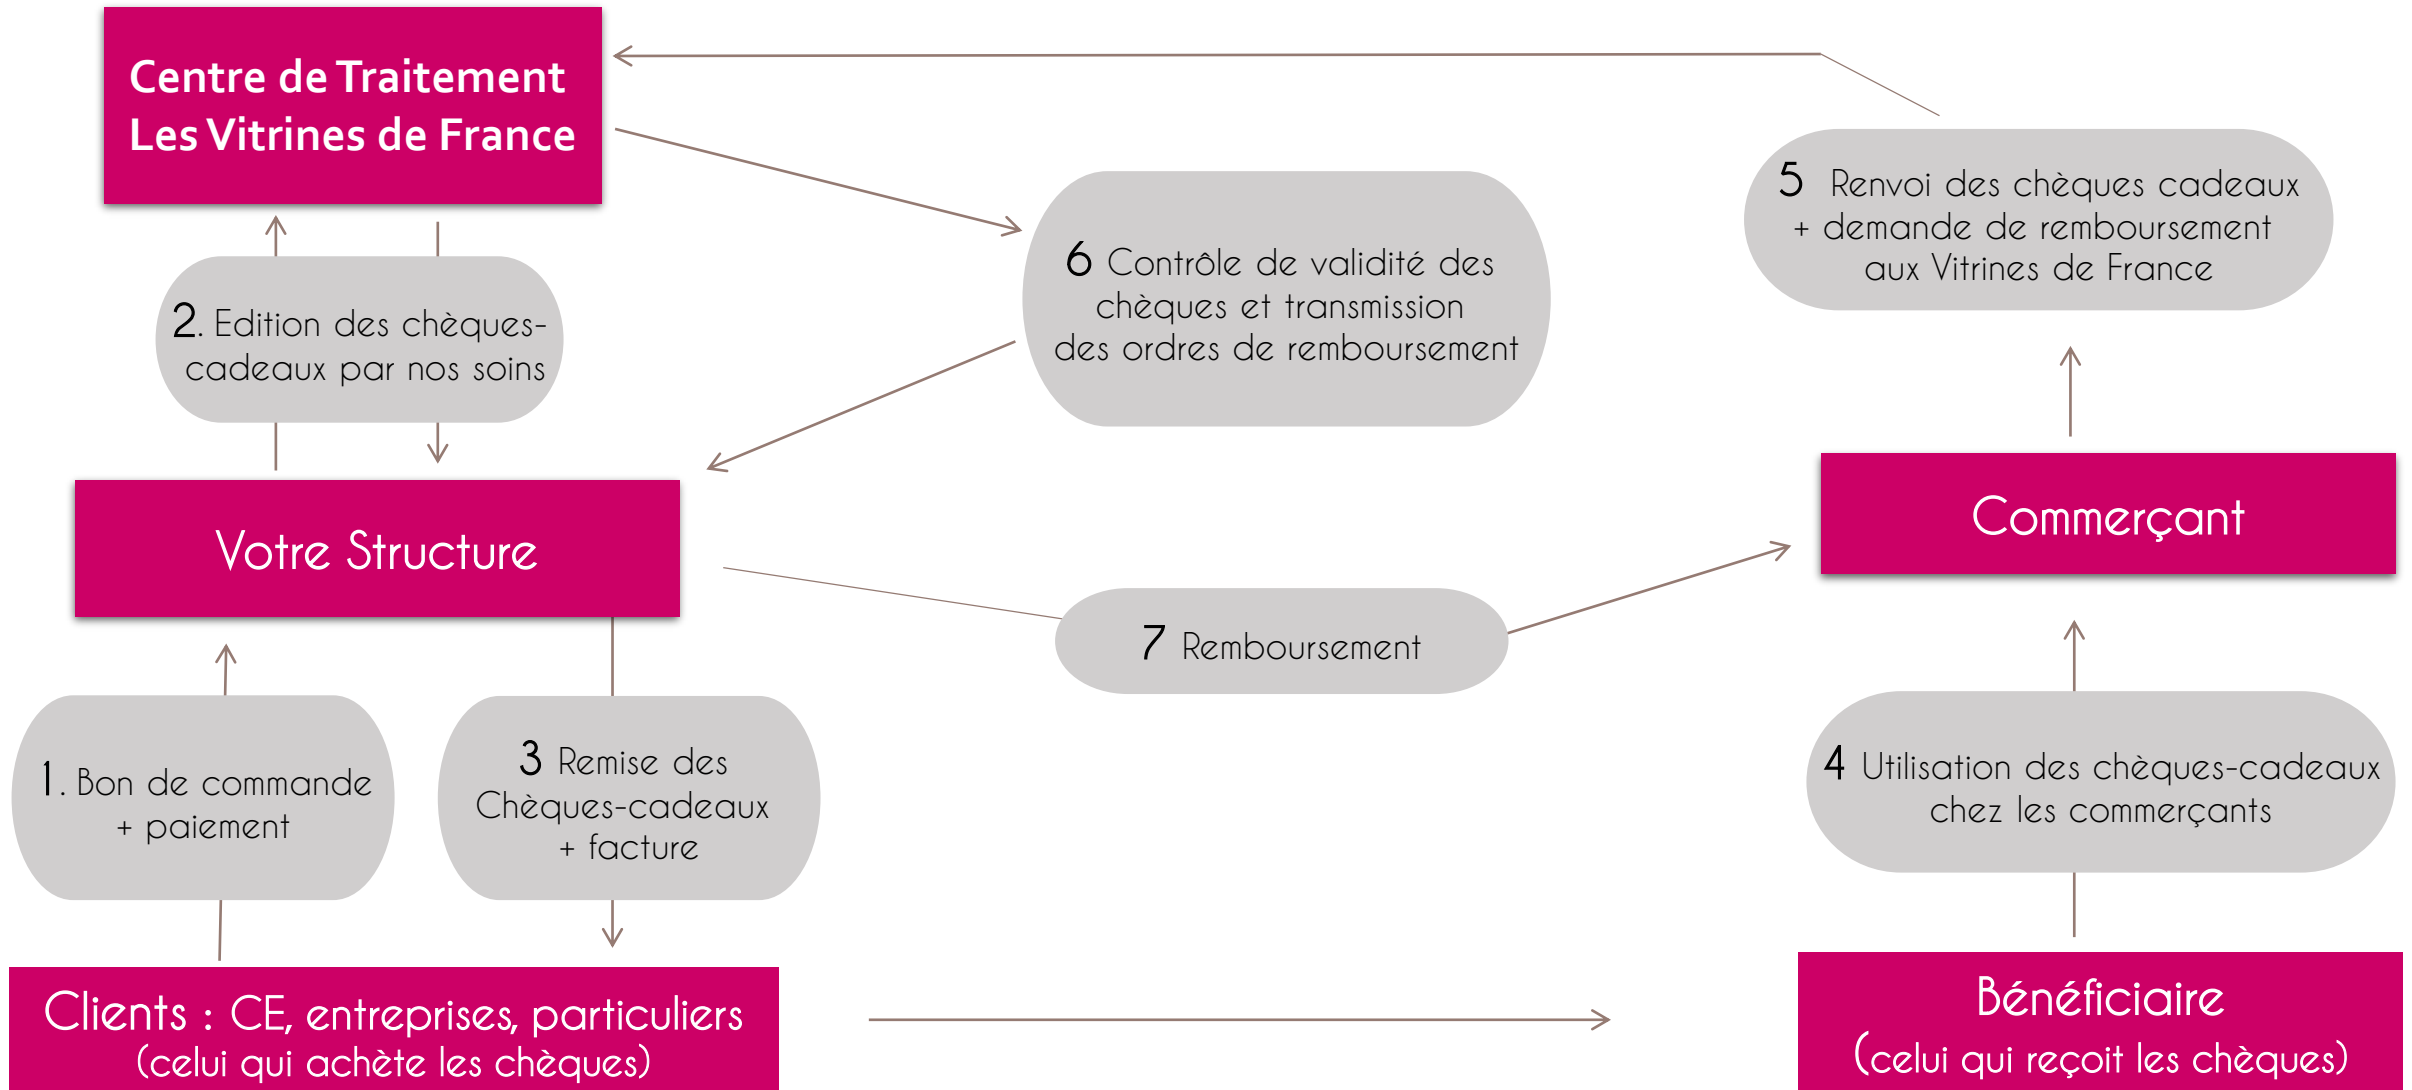 Centre de Traitement
Les Vitrines de France
5 Renvoi des chèques cadeaux
+ demande de remboursement
aux Vitrines de France
6 Contrôle de validité des
chèques et transmission
des ordres de remboursement
2. Edition des chèques-
cadeaux par nos soins
Votre Structure
Commerçant
7 Remboursement
1. Bon de commande
+ paiement
3 Remise des
Chèques-cadeaux
+ facture
4 Utilisation des chèques-cadeaux
chez les commerçants
Clients : CE, entreprises, particuliers
(celui qui achète les chèques)
Bénéficiaire
(celui qui reçoit les chèques)